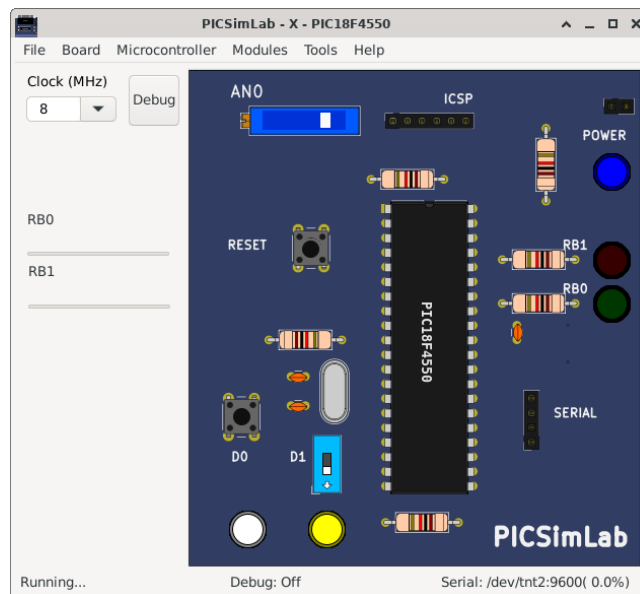 PICSimLab - X - PIC18F4550
File Board Microcontroller Modules Tools Help
Clock (MHz)
8
Debug
RB0
RB1
AN0
ICSP
POWER
RESET
RB1
RB0
PIC18F4550
SERIAL
D0
D1
PICSimLab
Running...
Debug: Off
Serial: /dev/tnt2:9600( 0.0%)